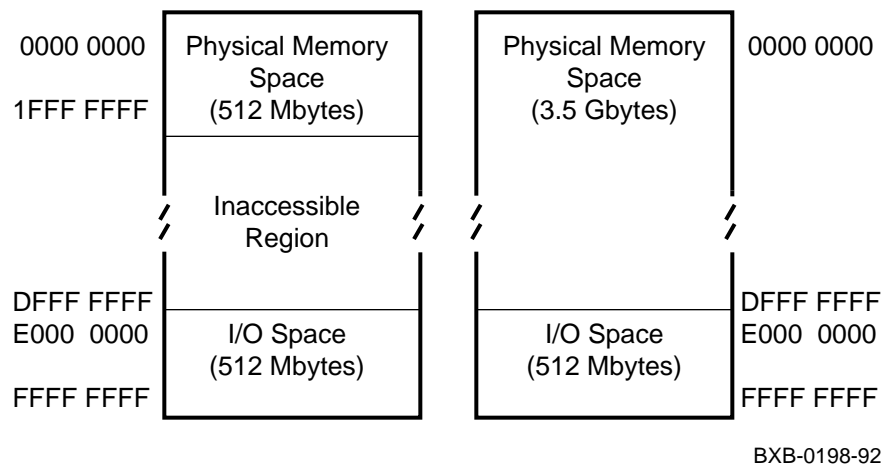 0000 0000
1FFF FFFF
DFFF FFFF
E000 0000
FFFF FFFF
Physical Memory
Space
(512 Mbytes)
Inaccessible
Region
I/O Space
(512 Mbytes)
Physical Memory
Space
(3.5 Gbytes)
I/O Space
(512 Mbytes)
0000 0000
DFFF FFFF
E000 0000
FFFF FFFF
BXB-0198-92